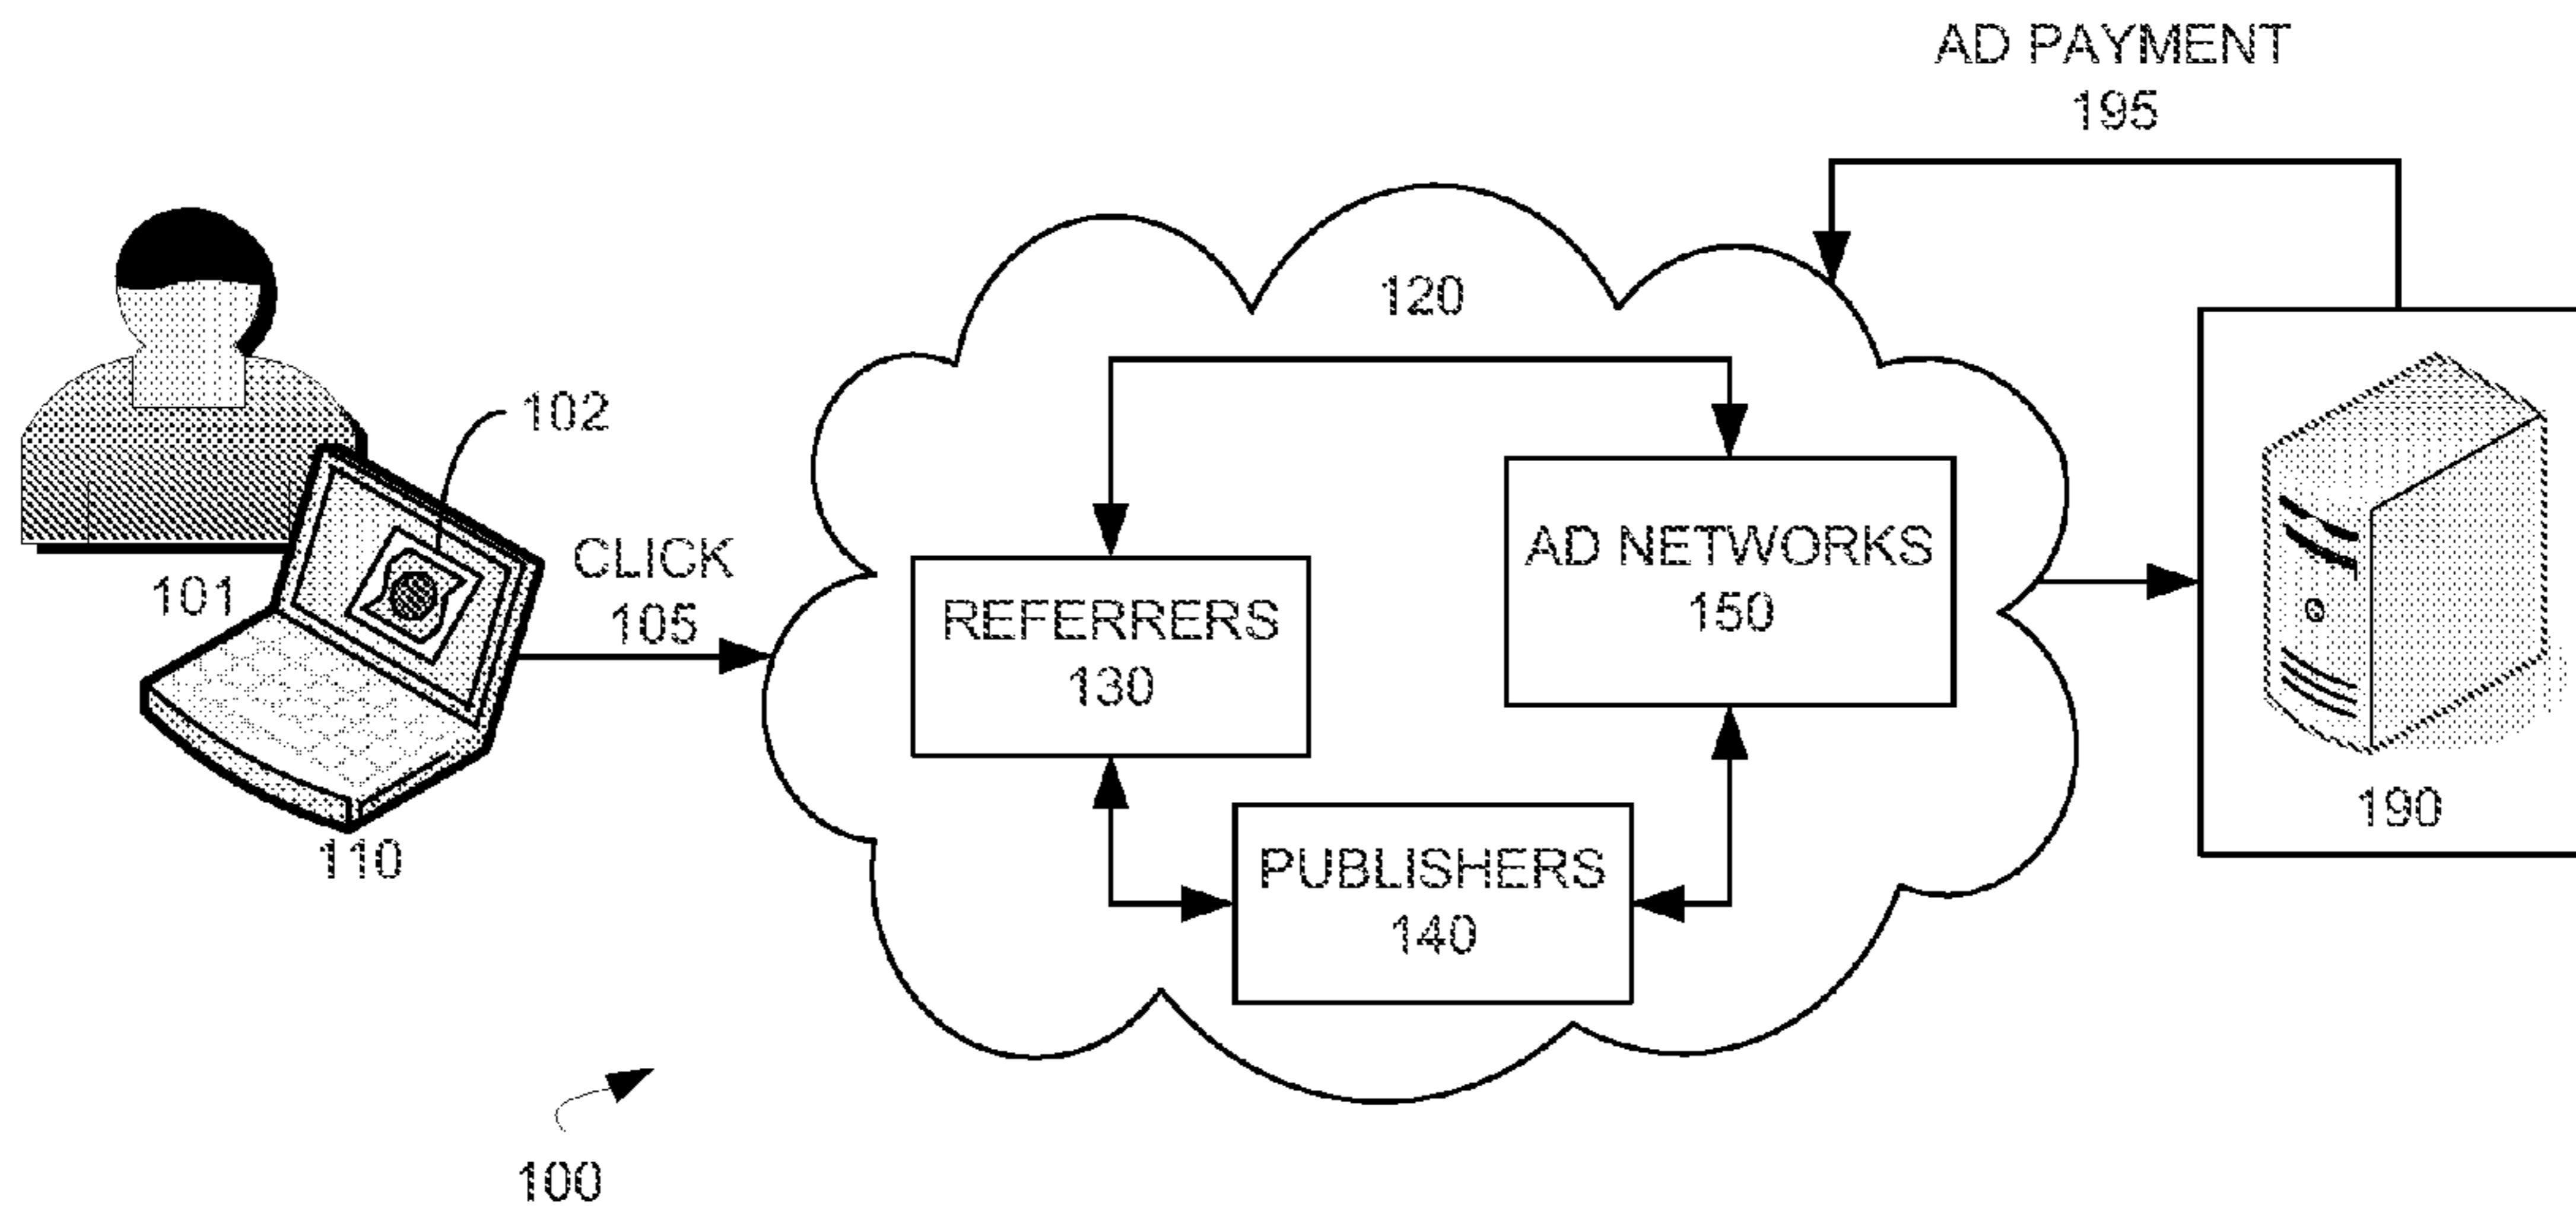 AD PAYMENT
195
120
102
CLICK
105
101
110
REFERRERS
130
AD NETWORKS
150
PUBLISHERS
140
190
100